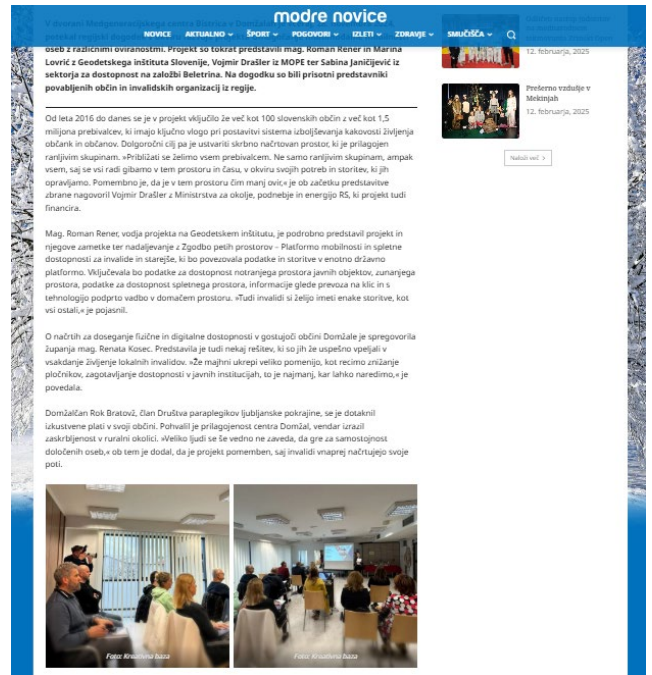 modre novice
NOVICE AKTUALNO ŠPORT POGOVORI IZLETI ZDRAVJE SMUČIŠČA
oseb z različnimi oviranostmi. Projekt so tokrat predstavili mag. Roman Rener in Marina
Lovrić z Geodetskega inštituta Slovenije, Vojmir Drašler iz MOPE ter Sabina Janičijević iz
sektorja za dostopnost na založbi Beletrina. Na dogodku so bili prisotni predstavniki
povabljenih občin in invalidskih organizacij iz regije.
Od leta 2016 do danes se je v projekt vključilo že več kot 100 slovenskih občin z več kot 1,5
milijona prebivalcev, ki imajo ključno vlogo pri postavitvi sistema izboljševanja kakovosti življenja
občank in občanov. Dolgoročni cilj pa je ustvariti skrbno načrtovan prostor, ki je prilagojen
ranljivim skupinam. »Približati se želimo vsem prebivalcem. Ne samo ranljivim skupinam, ampak
vsem, saj se vsi radi gibamo v tem prostoru in času, v okviru svojih potreb in storitev, ki jih
opravljamo. Pomembno je, da je v tem prostoru čim manj ovir,« je ob začetku predstavitve
zbrane nagovoril Vojmir Drašler z Ministrstva za okolje, podnebje in energijo RS, ki projekt tudi
financira.
Mag. Roman Rener, vodja projekta na Geodetskem inštitutu, je podrobno predstavil projekt in
njegove zametke ter nadaljevanje z Zgodbo petih prostorov – Platformo mobilnosti in spletne
dostopnosti za invalide in starejše, ki bo povezovala podatke in storitve v enotno državno
platformo. Vključevala bo podatke za dostopnost notranjega prostora javnih objektov, zunanjega
prostora, podatke za dostopnost spletnega prostora, informacije glede prevoza na klic in s
tehnologijo podprto vadbo v domačem prostoru. »Tudi invalidi si želijo imeti enake storitve, kot
vsi ostali,« je pojasnil.
O načrtih za doseganje fizične in digitalne dostopnosti v gostujoči občini Domžale je spregovorila
županja mag. Renata Kosec. Predstavila je tudi nekaj rešitev, ki so jih že uspešno vpeljali v
vsakdanje življenje lokalnih invalidov. »Že majhni ukrepi veliko pomenijo, kot recimo znižanje
pločnikov, zagotavljanje dostopnosti v javnih institucijah, to je najmanj, kar lahko naredimo,« je
povedala.
Domžalčan Rok Bratovž, član Društva paraplegikov ljubljanske pokrajine, se je dotaknil
izkustvene plati v svoji občini. Pohvalil je prilagojenost centra Domžal, vendar izrazil
zaskrbljenost v ruralni okolici. »Veliko ljudi se še vedno ne zaveda, da gre za samostojnost
določenih oseb,« ob tem je dodal, da je projekt pomemben, saj invalidi vnaprej načrtujejo svoje
poti.
Foto: Kreativna baza
Foto: Kreativna baza
12. februarja, 2025
Prešerno vzdušje v
Mekinjah
12. februarja, 2025
Naloži več >